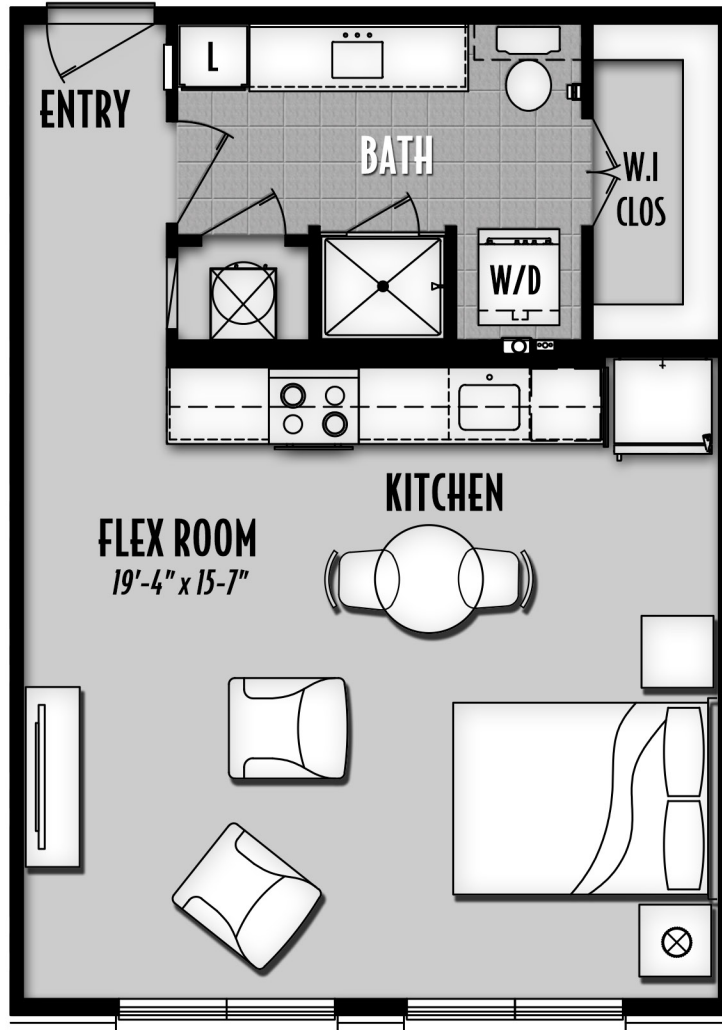 L
ENTRY
BATH
W.I
CLOS
W/D
KITCHEN
FLEX ROOM
19'-4" x 15-7"